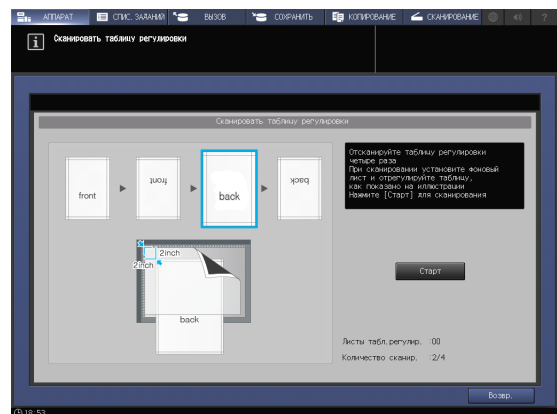 АППАРАТ
СПИС. ЗАДАНИЙ
ВЫЗОВ
СОХРАНИТЬ
КОПИРОВАНИЕ
СКАНИРОВАНИЕ
?
i Сканировать таблицу регулировки
Сканировать таблицу регулировки
front
front
back
back
Отсканируйте таблицу регулировки
четыре раза
При сканировании установите фоновый
лист и отрегулируйте таблицу,
как показано на иллюстрации
Нажмите [Старт] для сканирования
2inch
2inch
back
Старт
Листы табл.регулир. :00
Количество сканир. :2/4
Возвр.
18:53